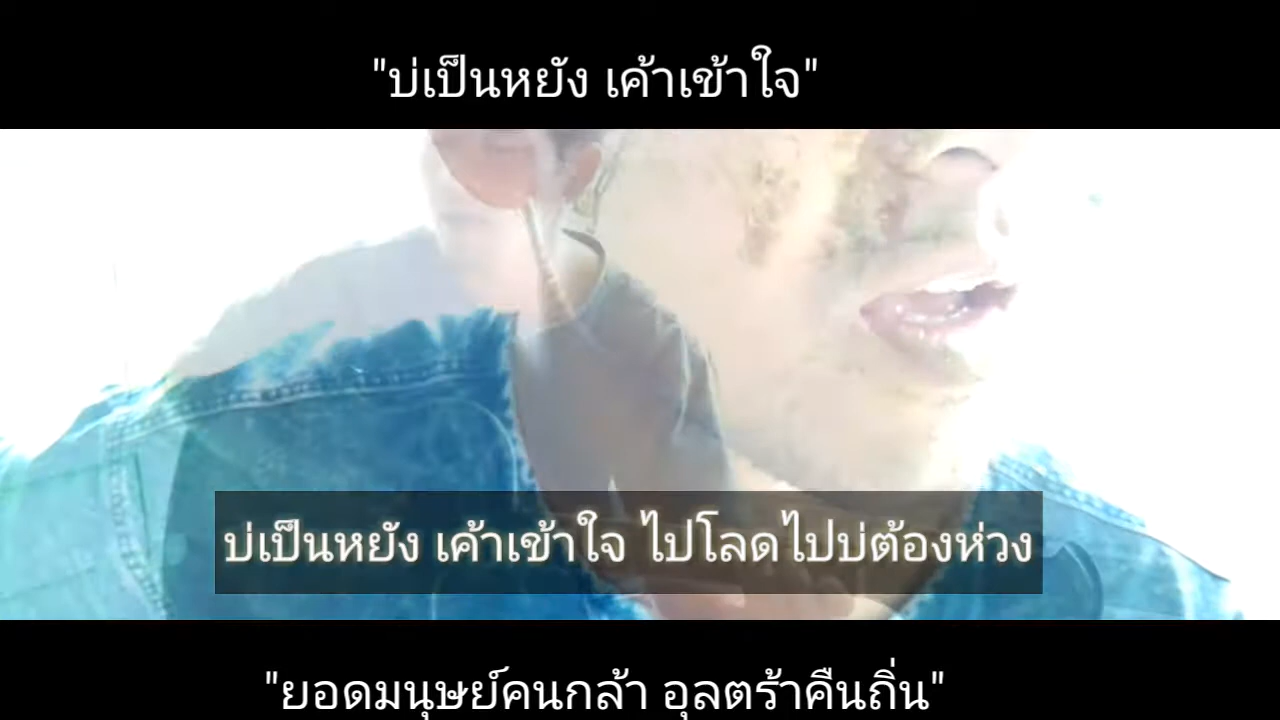 "บ่เป็นหยัง เค้าเข้าใจ"
บ่เป็นหยัง เค้าเข้าใจ ไปโลดไปบ่ต้องห่วง
"ยอดมนุษย์คนกล้า อุลตร้าคืนถิ่น"